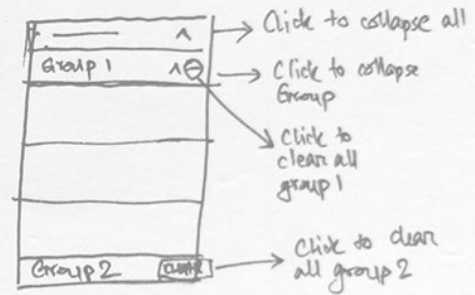 Click to collapse all
Group 1
Click to collapse
Group
Click to
clear all
group 1
Group 2
Click to clear
all group 2